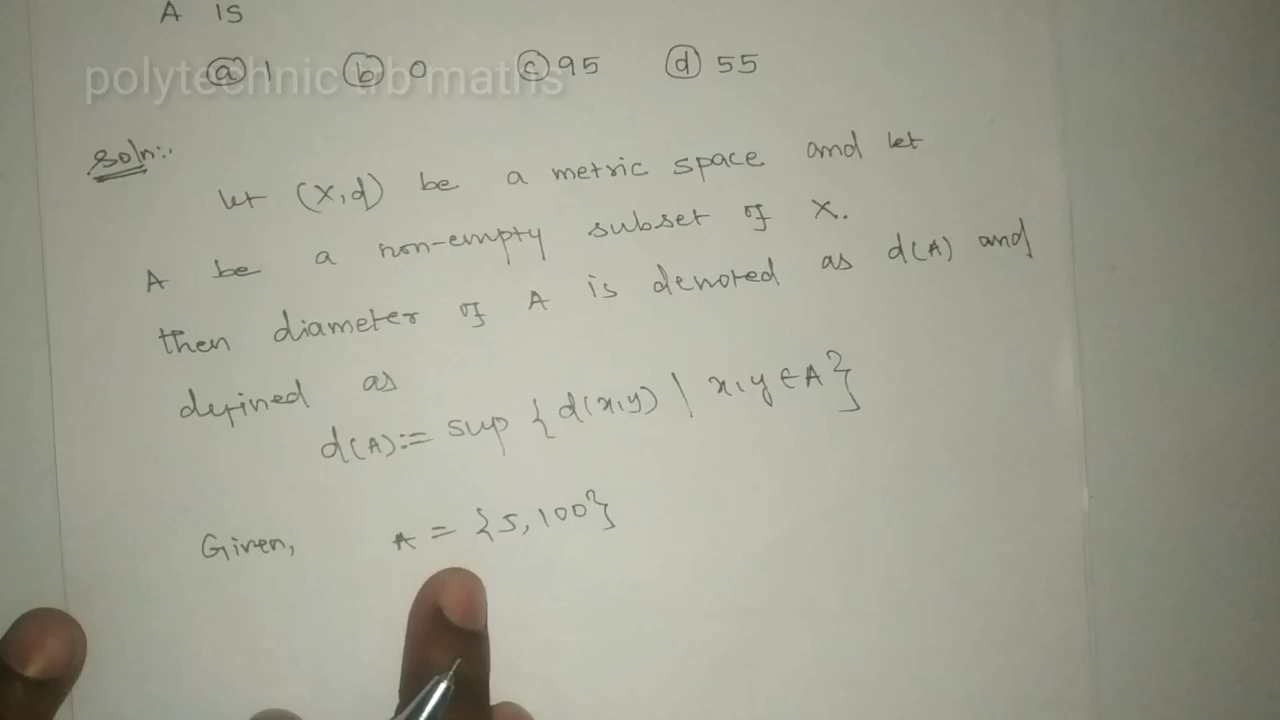 A is
ⓐ 1 ⓑ 0 ⓒ 95 ⓓ 55
polytechnic trb maths
Soln:-
Let (X,d) be a metric space and let
A be a non-empty subset of X.
then diameter of A is denoted as d(A) and
defined as
d(A):= sup { d(x,y) | x,y ∈ A }
Given, A = {5, 100}